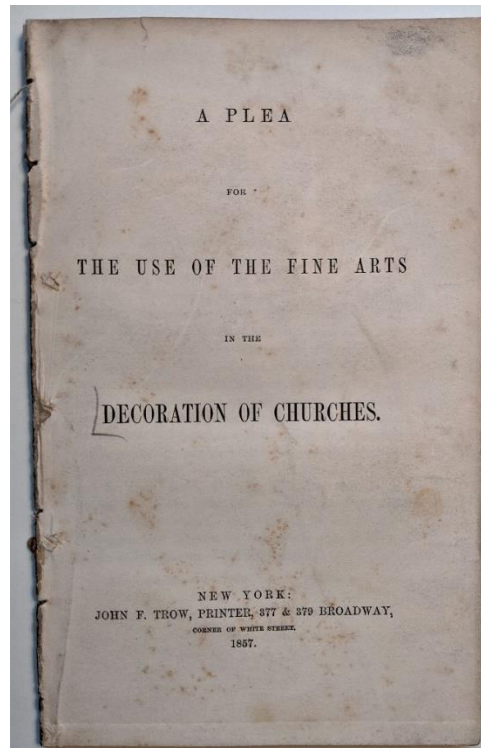 A PLEA
FOR
THE USE OF THE FINE ARTS
IN THE
DECORATION OF CHURCHES.
NEW YORK:
JOHN F. TROW, PRINTER, 377 & 379 BROADWAY,
CORNER OF WHITE STREET.
1857.